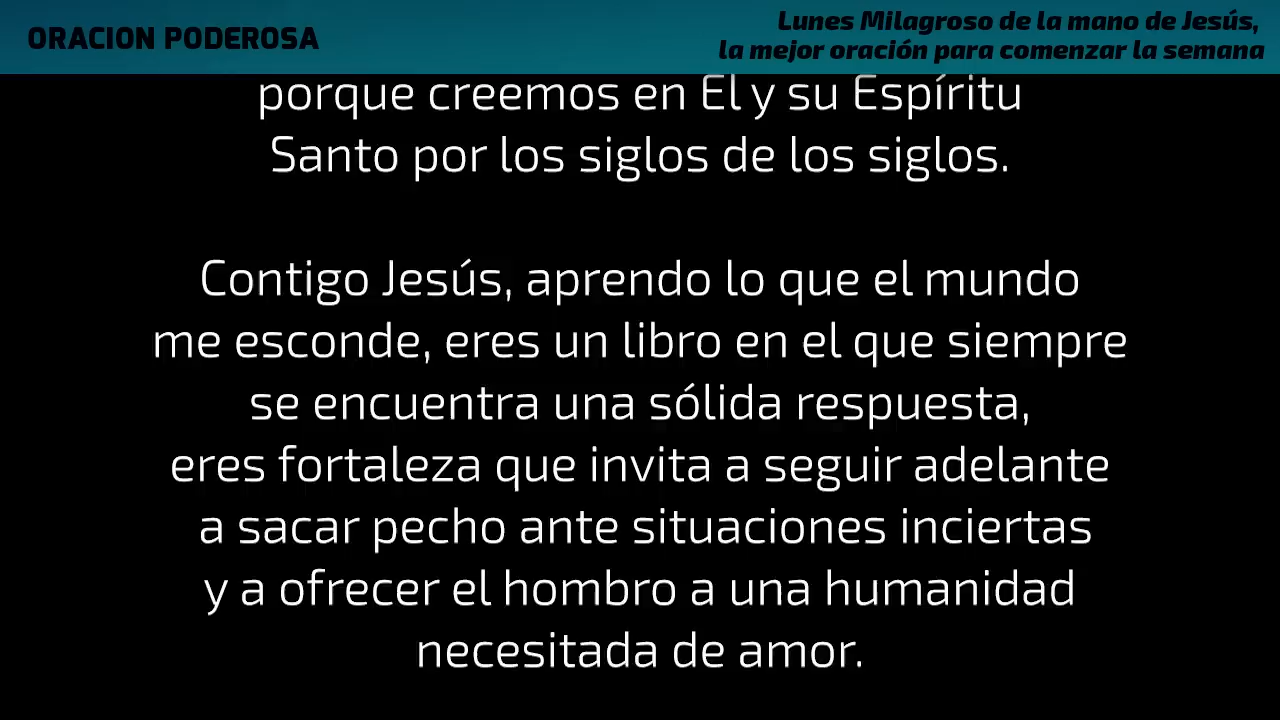 ORACION PODEROSA
Lunes Milagroso de la mano de Jesús,
la mejor oración para comenzar la semana
porque creemos en El y su Espíritu
Santo por los siglos de los siglos.
Contigo Jesús, aprendo lo que el mundo
me esconde, eres un libro en el que siempre
se encuentra una sólida respuesta,
eres fortaleza que invita a seguir adelante
a sacar pecho ante situaciones inciertas
y a ofrecer el hombro a una humanidad
necesitada de amor.